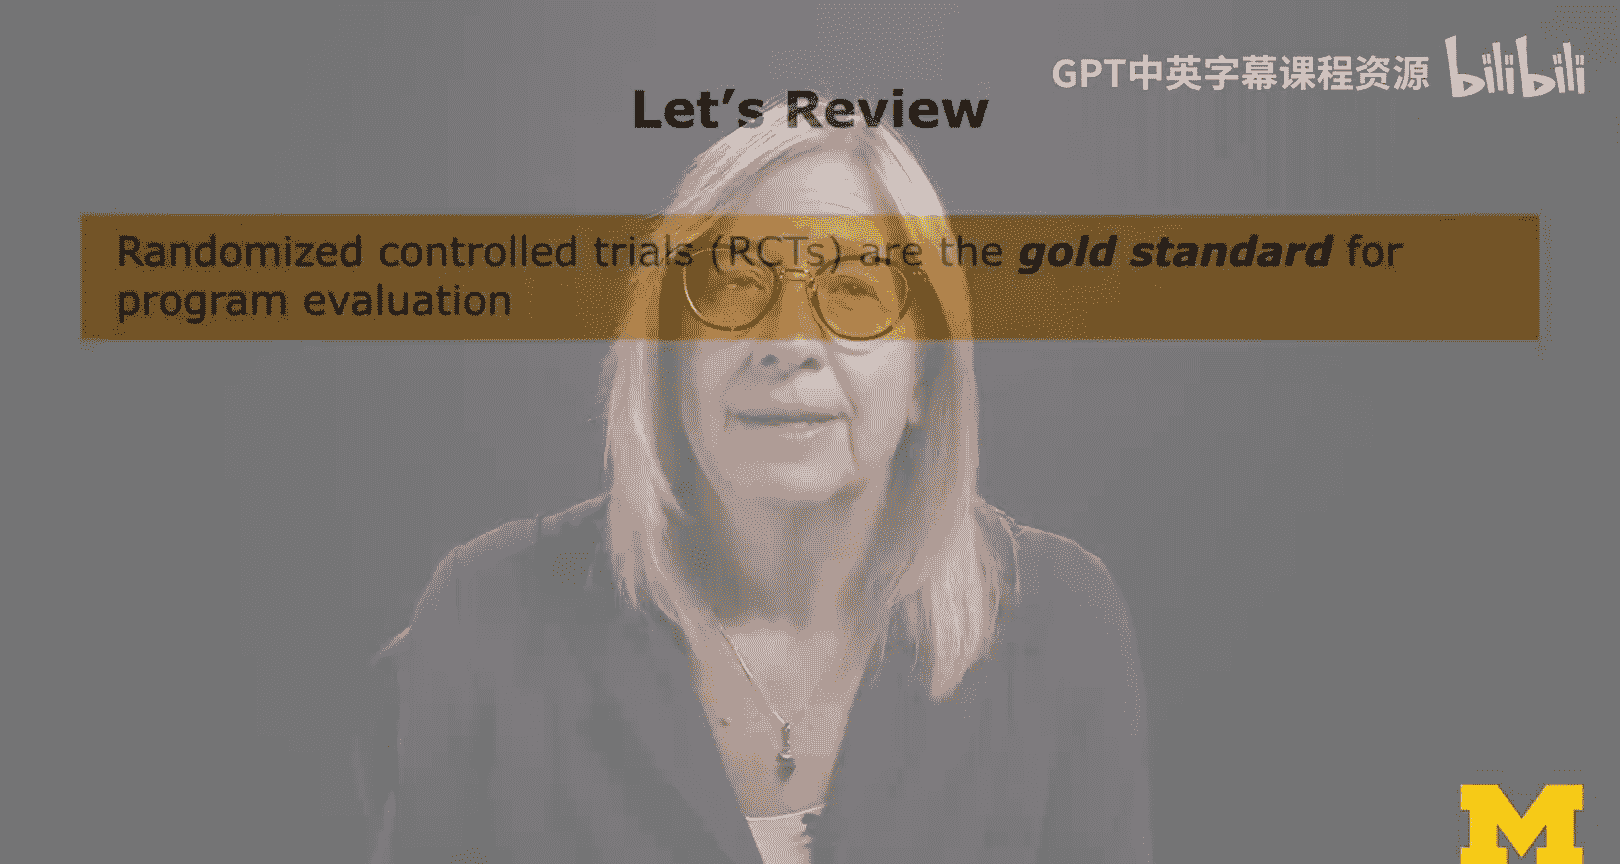 GPT中英字幕课程资源 bilibili
Let’s Review
Randomized controlled trials (RCTs) are the gold standard for
program evaluation
M